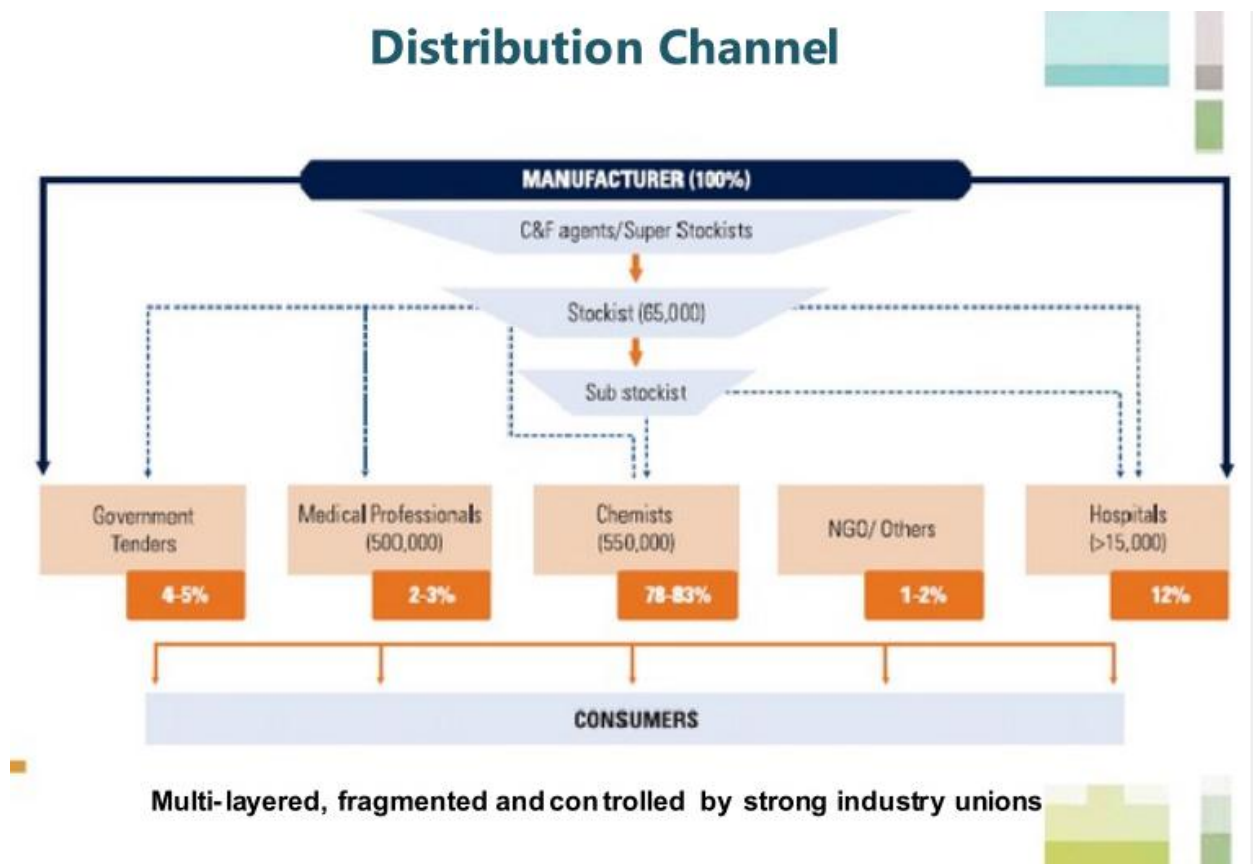 Distribution Channel
MANUFACTURER (100%)
C&F agents/Super Stockists
Stockist (65,000)
Sub stockist
Government
Tenders
4-5%
Medical Professionals
(500,000)
2-3%
Chemists
(550,000)
78-83%
NGO/ Others
1-2%
Hospitals
(>15,000)
12%
CONSUMERS
Multi-layered, fragmented and controlled by strong industry unions